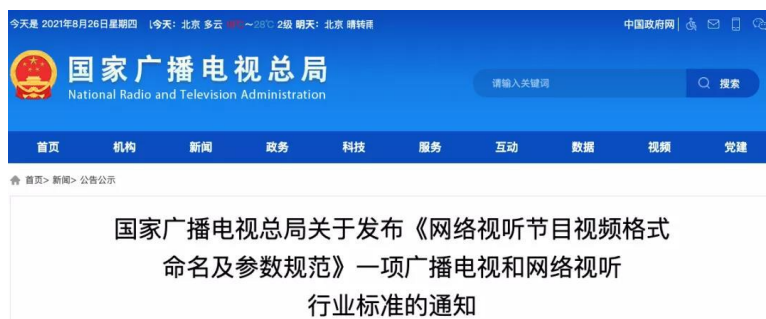 今天是 2021年8月26日星期四 [今天：北京 多云 ~28℃ 2级 明天：北京 晴转雨
中国政府网|
国家广播电视总局
National Radio and Television Administration
请输入关键词
搜索
首页 机构 新闻 政务 科技 服务 互动 数据 视频 党建
首页> 新闻> 公告公示
国家广播电视总局关于发布《网络视听节目视频格式
命名及参数规范》一项广播电视和网络视听
行业标准的通知